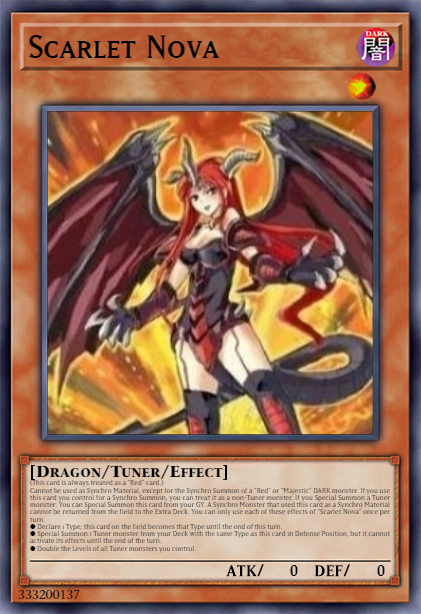 Scarlet Nova
DARK
闇
[Dragon/Tuner/Effect]
(This card is always treated as a "Red" card.)
Cannot be used as Synchro Material, except for the Synchro Summon of a "Red" or "Majestic" DARK monster. If you use
this card you control for a Synchro Summon, you can treat it as a non-Tuner monster. If you Special Summon a Tuner
monster: You can Special Summon this card from your GY. A Synchro Monster that used this card as a Synchro Material
cannot be returned from the field to the Extra Deck. You can only use each of these effects of "Scarlet Nova" once per
turn.
● Declare 1 Type; this card on the field becomes that Type until the end of this turn.
● Special Summon 1 Tuner monster from your Deck with the same Type as this card in Defense Position, but it cannot
activate its effects until the end of the turn.
● Double the Levels of all Tuner monsters you control.
ATK/ 0 DEF/ 0
333200137